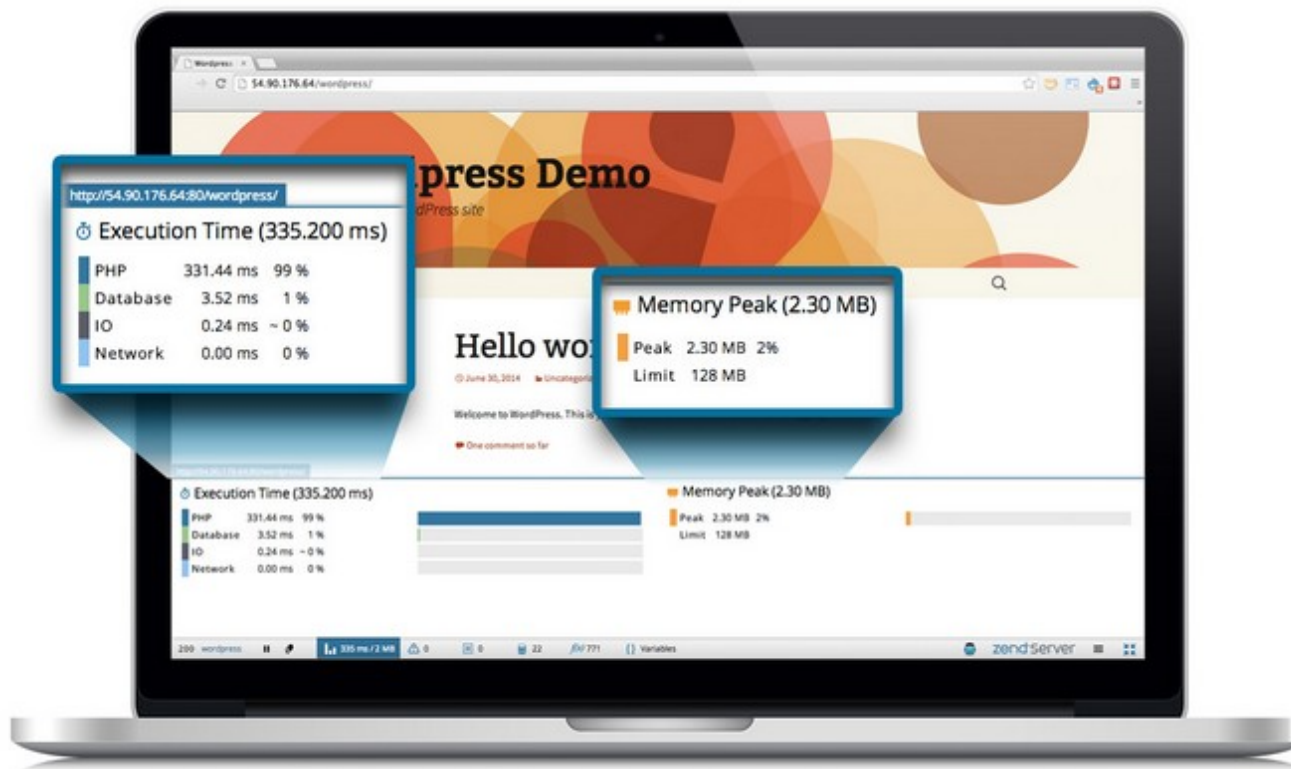 Wordpress
54.90.176.64/wordpress/
press Demo
dPress site
http://54.90.176.64:80/wordpress/
Execution Time (335.200 ms)
PHP 331.44 ms 99 %
Database 3.52 ms 1 %
IO 0.24 ms ~ 0 %
Network 0.00 ms 0 %
Memory Peak (2.30 MB)
Peak 2.30 MB 2%
Limit 128 MB
Hello wo
June 30, 2014 Uncategoriz
Welcome to WordPress. This is
One comment so far
Execution Time (335.200 ms)
PHP 331.44 ms 99 %
Database 3.52 ms 1 %
IO 0.24 ms ~ 0 %
Network 0.00 ms 0 %
Memory Peak (2.30 MB)
Peak 2.30 MB 2%
Limit 128 MB
200 wordpress 335 ms / 2 MB 0 0 22 f(x) 771 {} Variables zend server